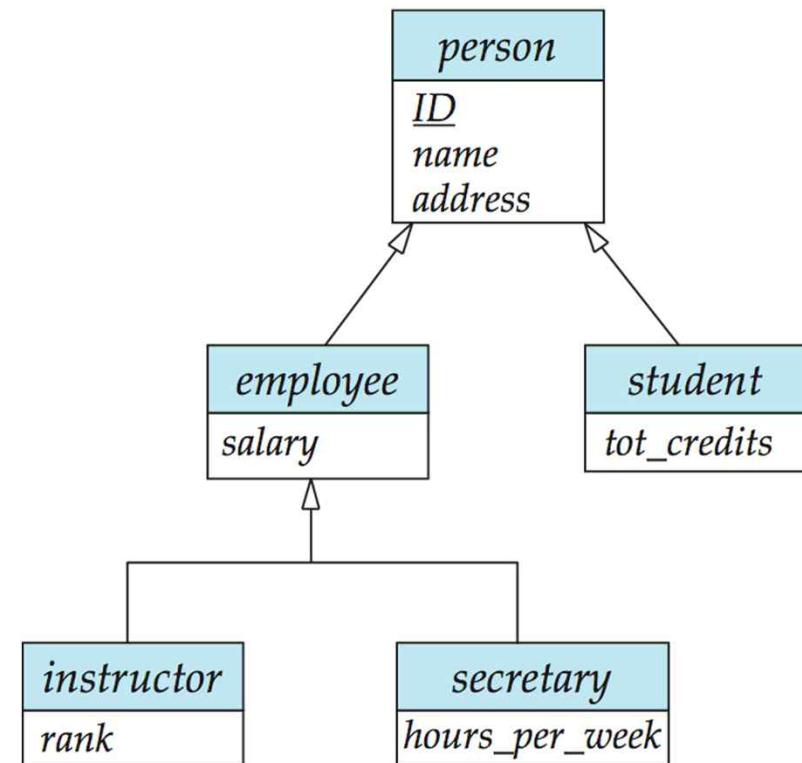 person
ID
name
address
employee
student
salary
tot_credits
instructor
secretary
rank
hours_per_week